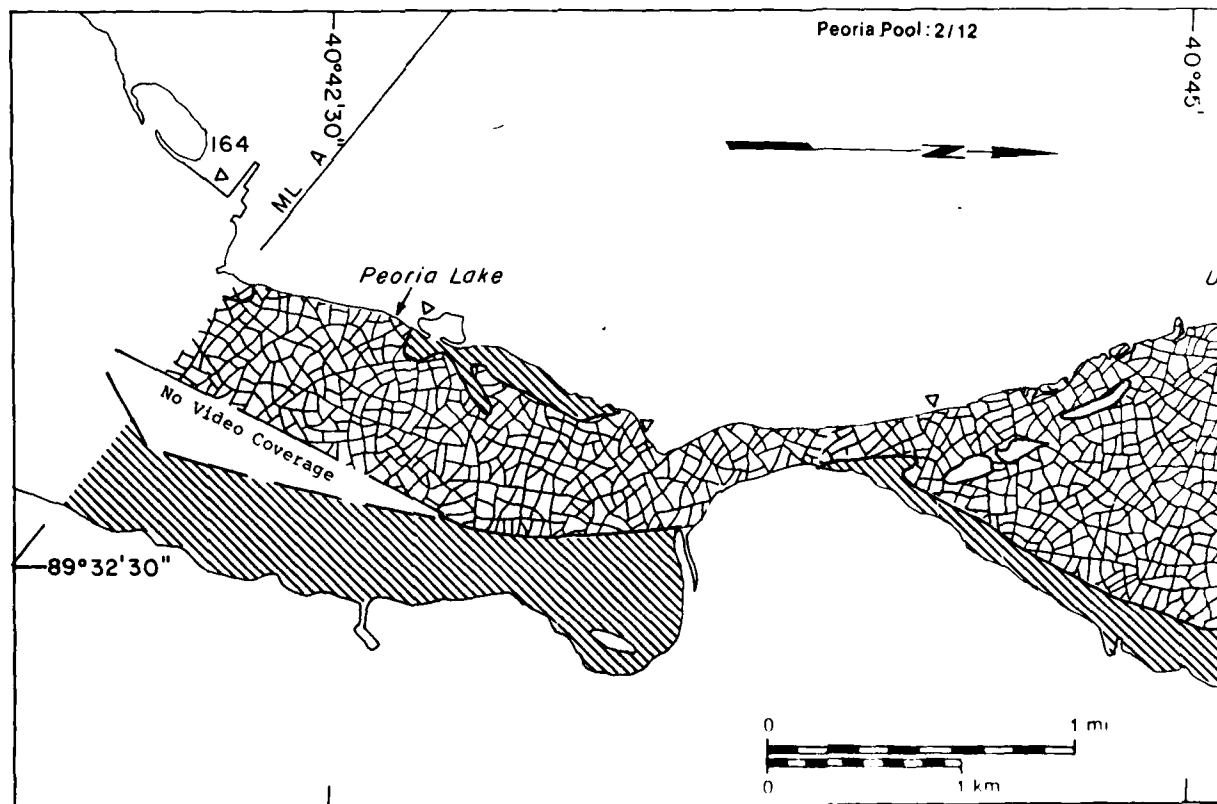 Peoria Pool: 2/12
40°42'30"
40°45'
164
ML A
N
Peoria Lake
U
No Video Coverage
89°32'30"
0 1 mi
0 1 km